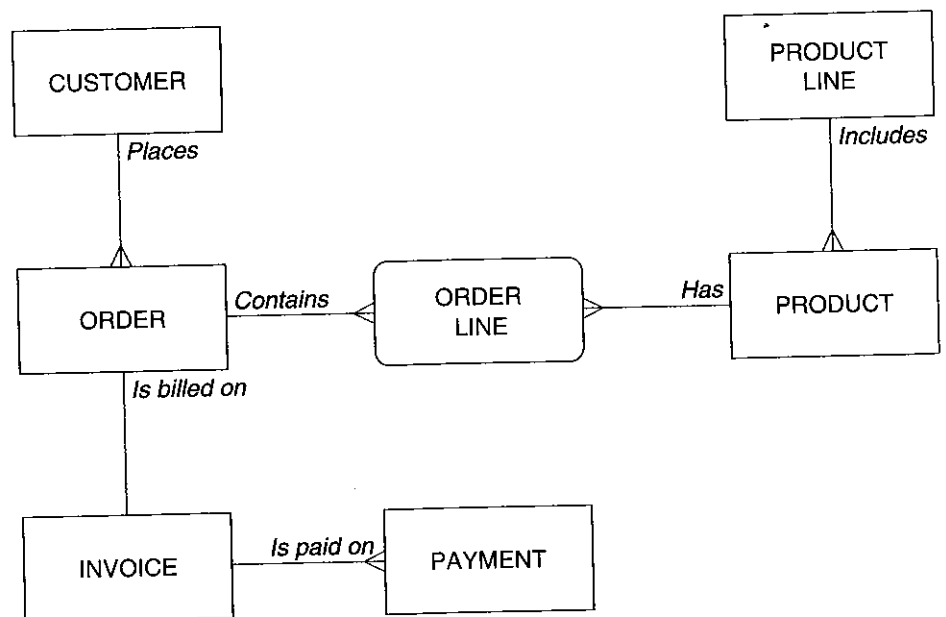 CUSTOMER
PRODUCT
LINE
Places
Includes
ORDER
Contains
ORDER
LINE
Has
PRODUCT
Is billed on
INVOICE
Is paid on
PAYMENT